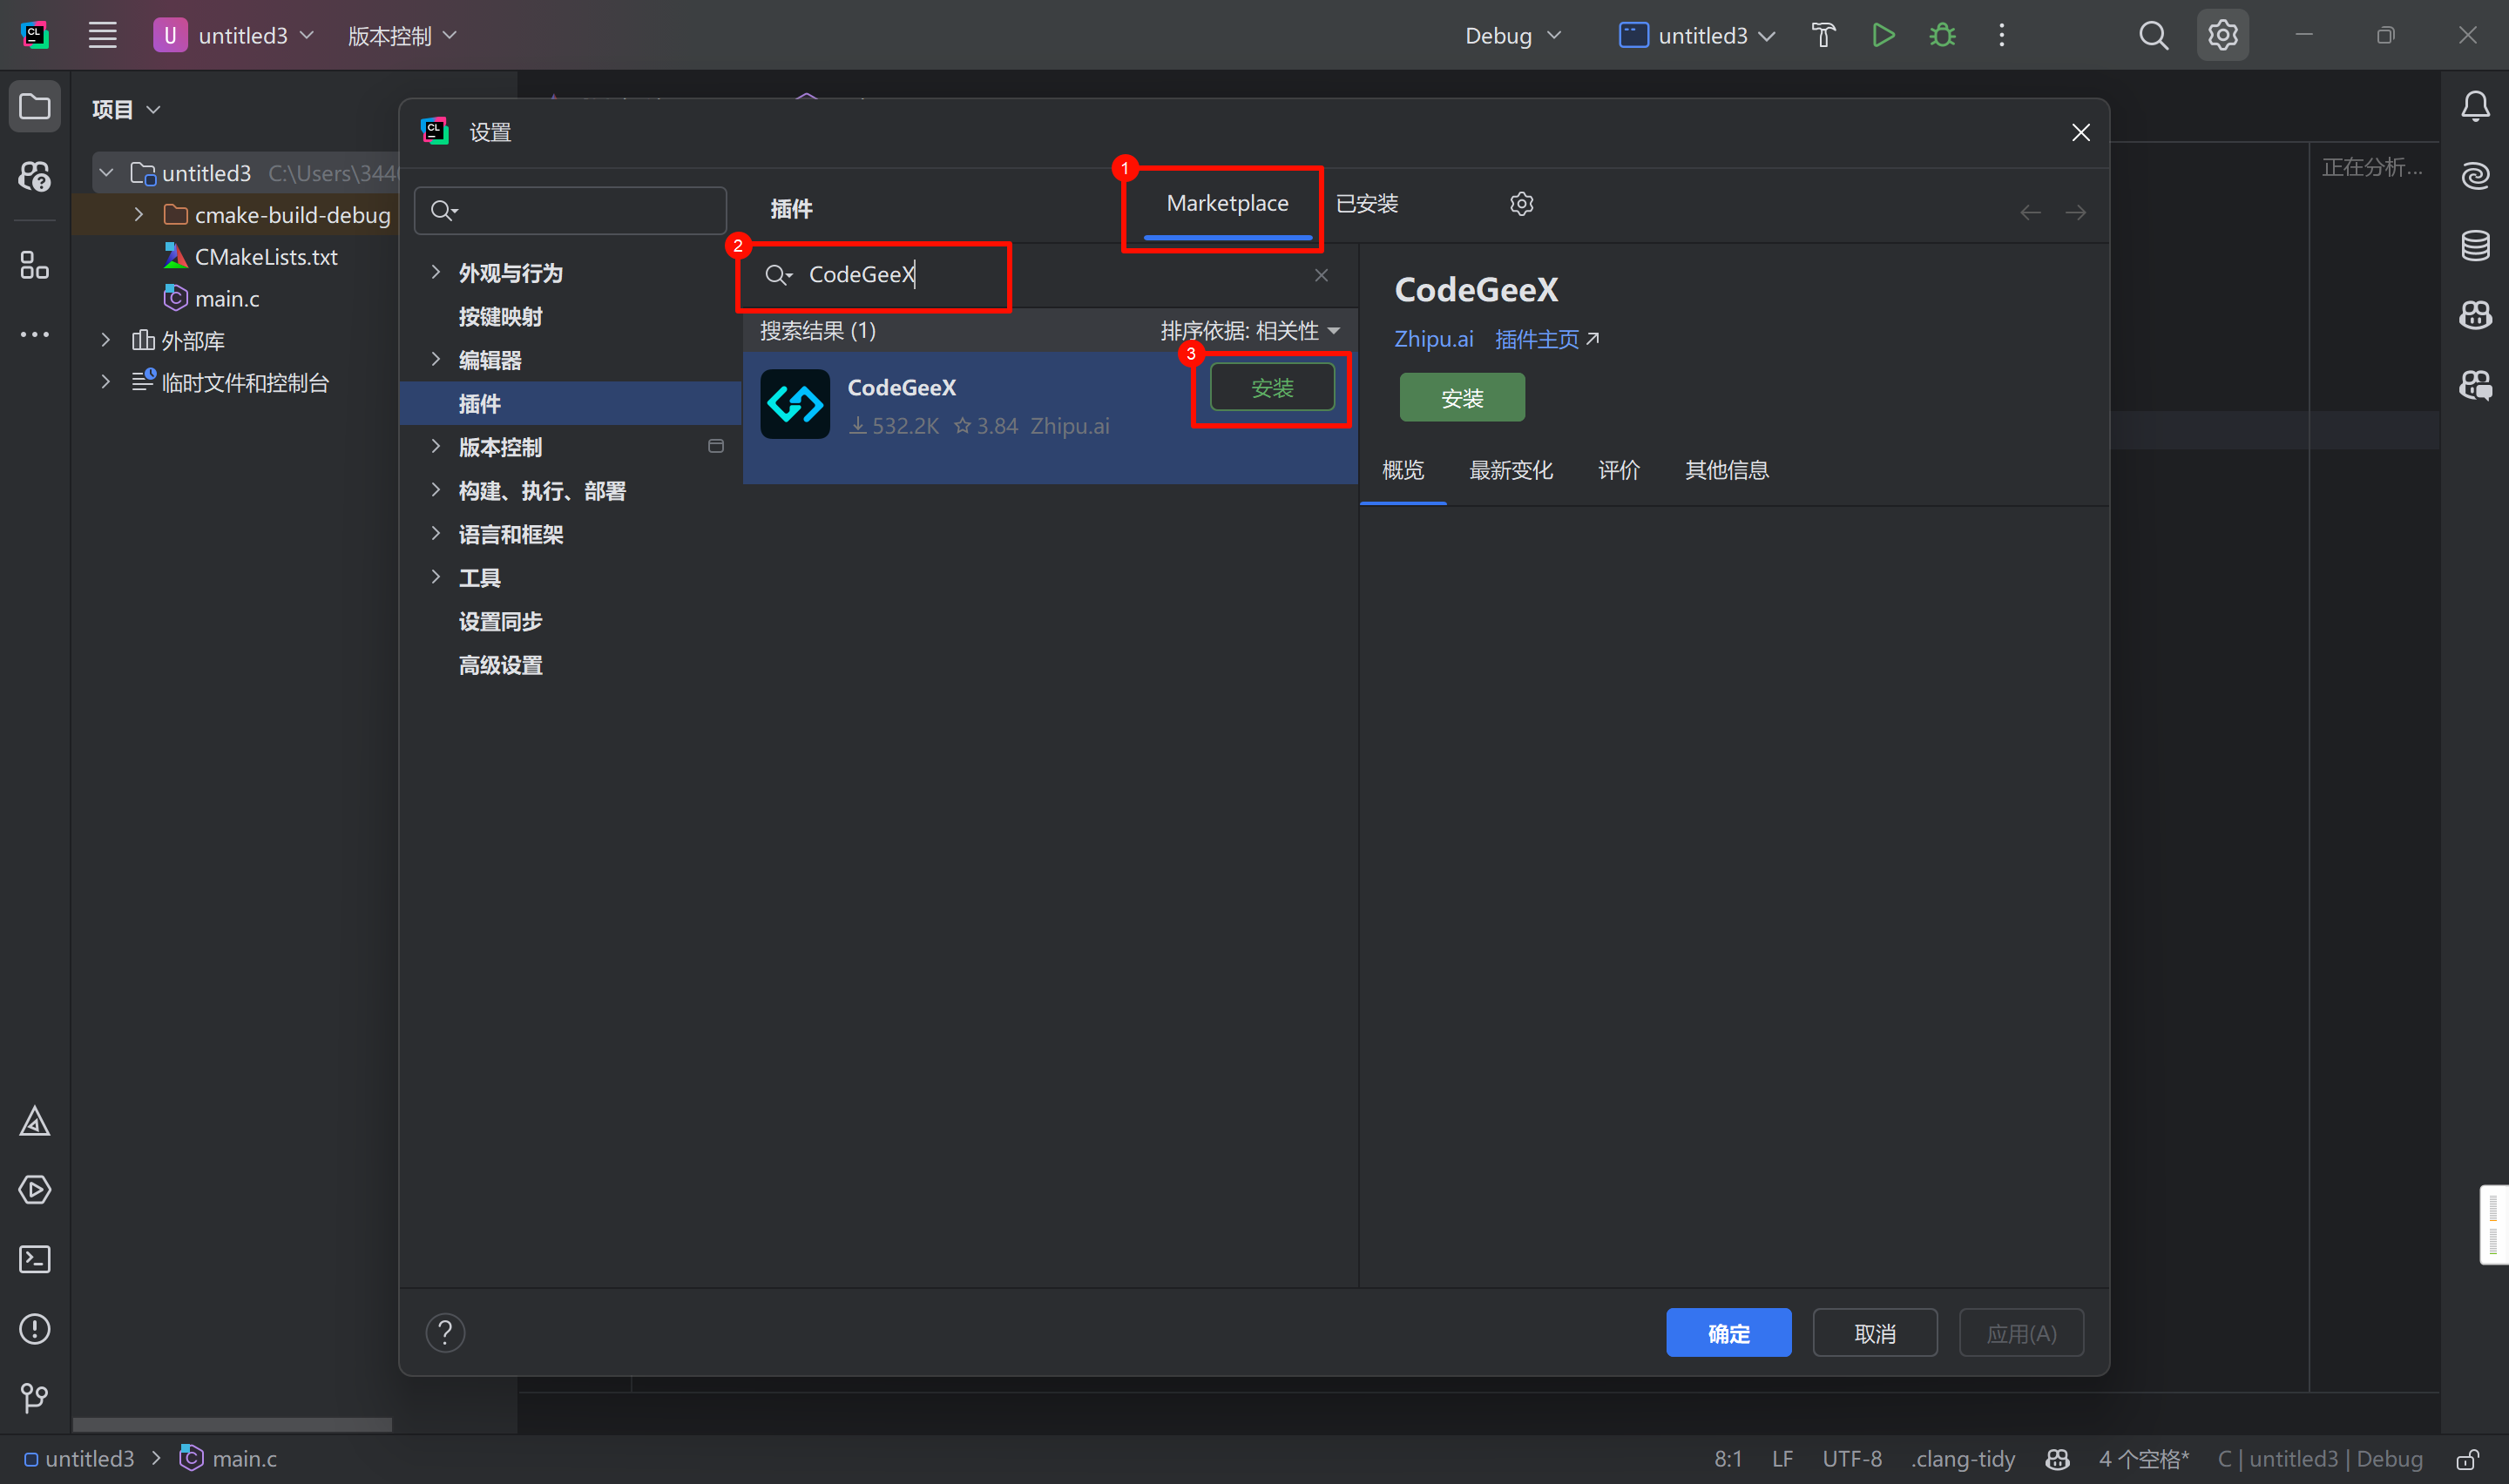 U untitled3 版本控制 Debug untitled3
项目
untitled3 C:\Users\344
cmake-build-debug
CMakeLists.txt
main.c
外部库
临时文件和控制台
正在分析...
设置
外观与行为
按键映射
编辑器
插件
版本控制
构建、执行、部署
语言和框架
工具
设置同步
高级设置
插件
1
Marketplace 已安装
2
CodeGeeX
搜索结果 (1) 排序依据: 相关性
3
CodeGeeX 安装
532.2K 3.84 Zhipu.ai
CodeGeeX
Zhipu.ai 插件主页
安装
概览 最新变化 评价 其他信息
? 确定 取消 应用(A)
untitled3 main.c 8:1 LF UTF-8 .clang-tidy 4 个空格* C | untitled3 | Debug